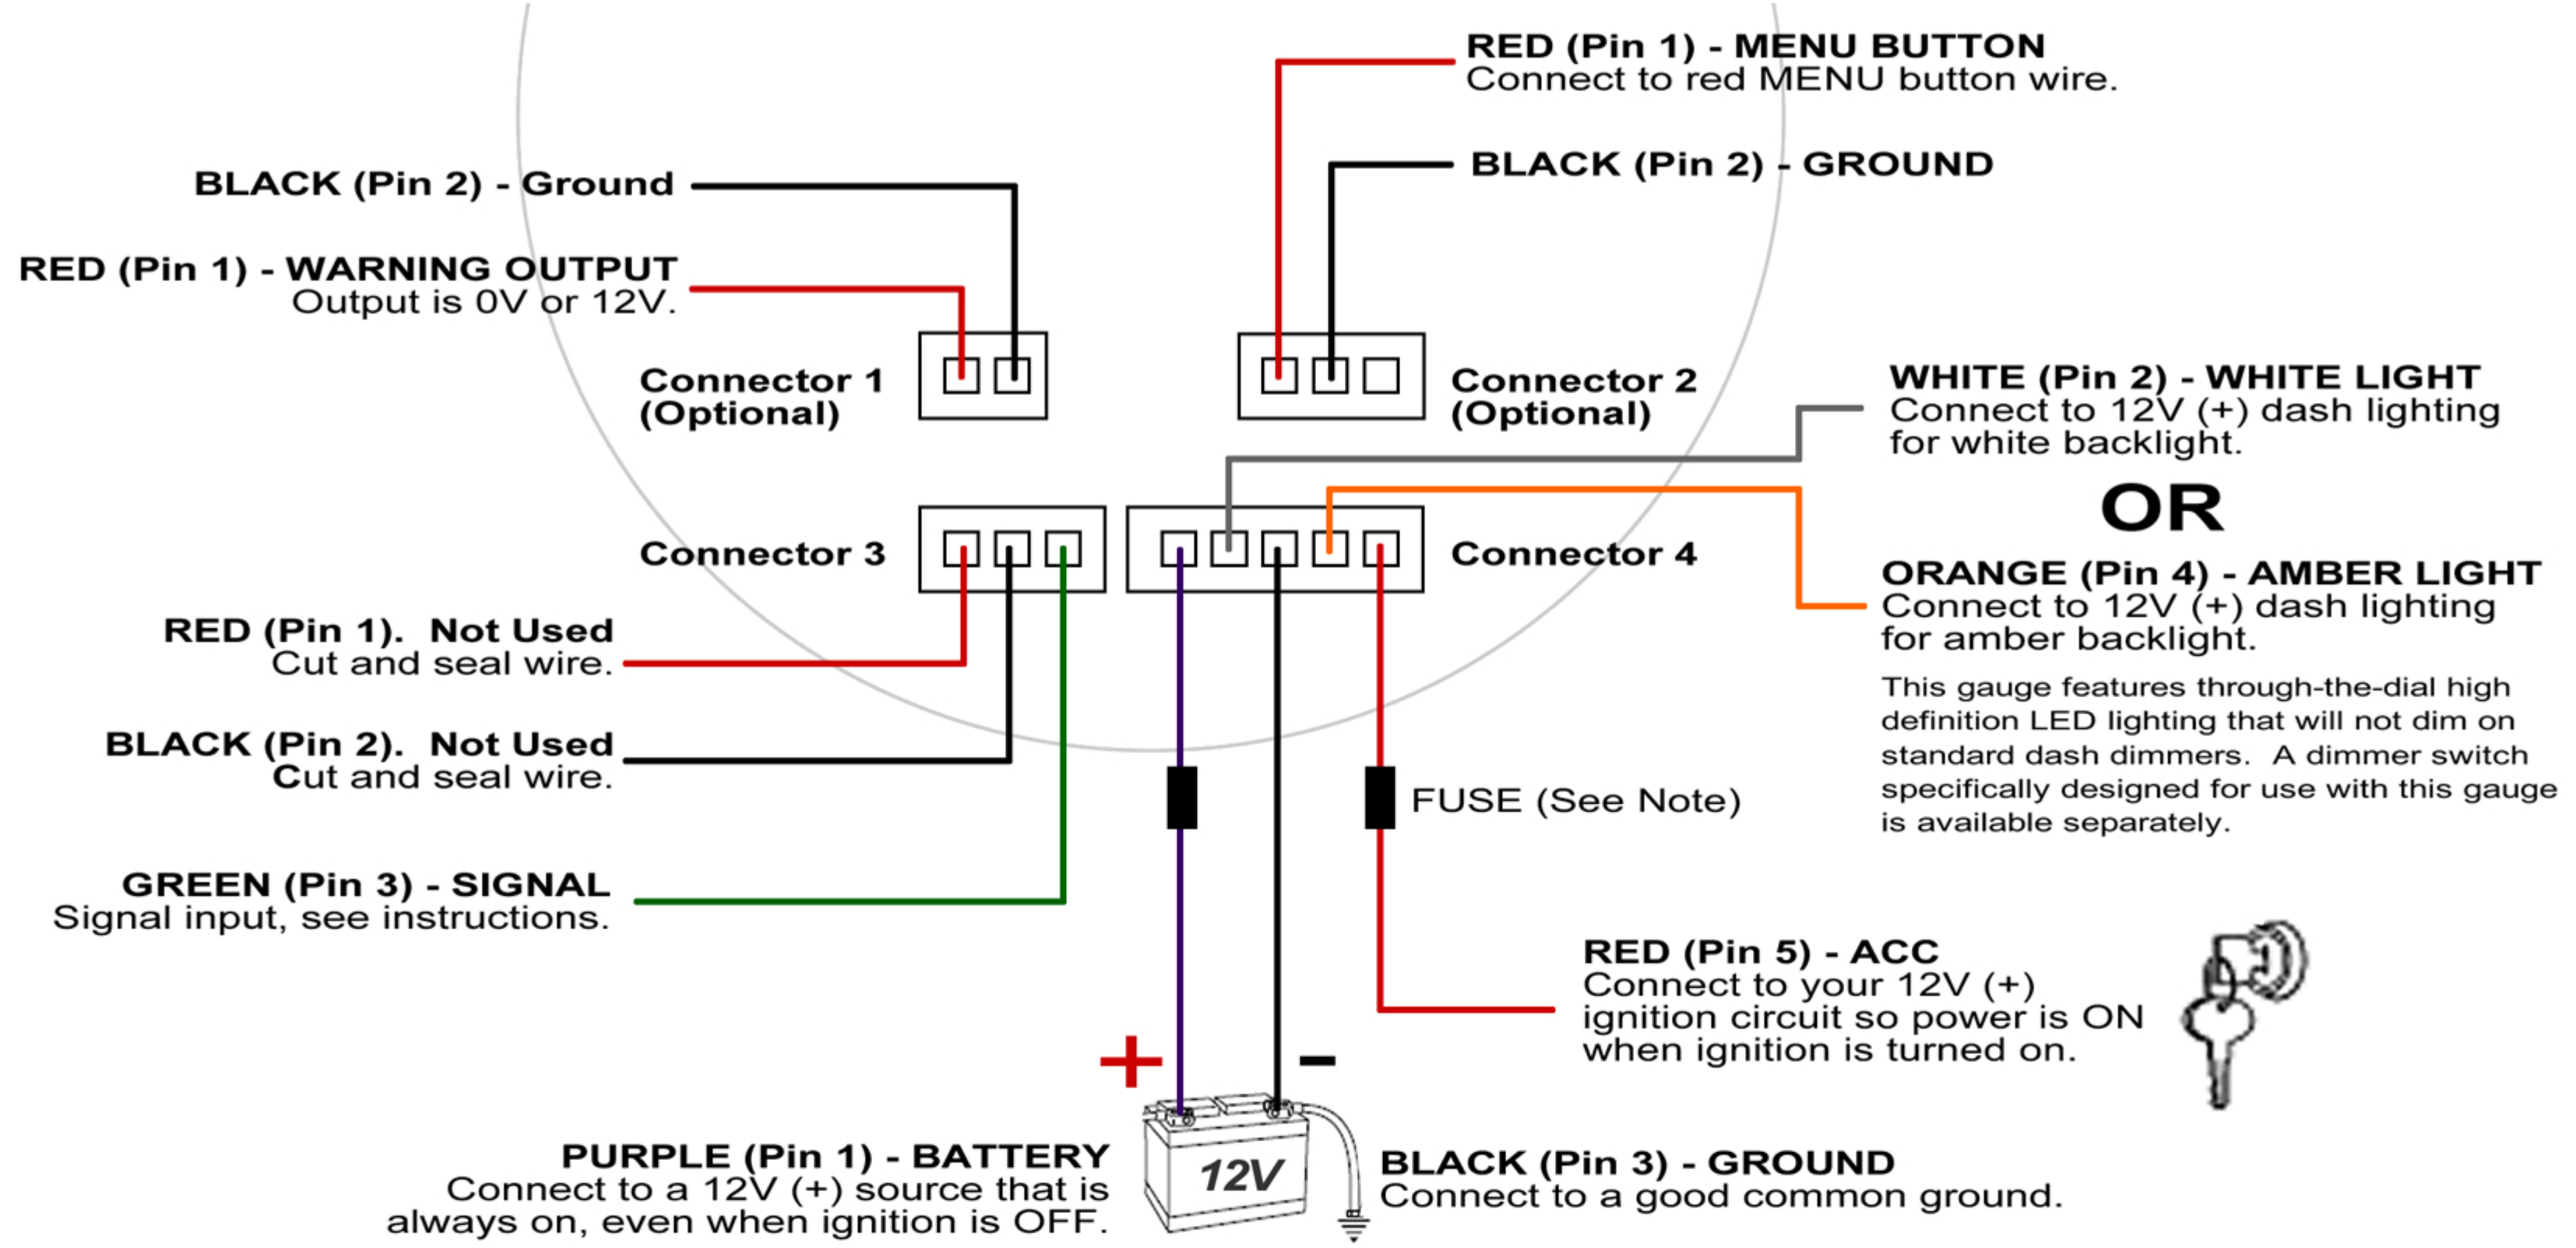 RED (Pin 1) - MENU BUTTON
Connect to red MENU button wire.
BLACK (Pin 2) - GROUND
BLACK (Pin 2) - Ground
RED (Pin 1) - WARNING OUTPUT
Output is 0V or 12V.
Connector 1
(Optional)
Connector 2
(Optional)
WHITE (Pin 2) - WHITE LIGHT
Connect to 12V (+) dash lighting
for white backlight.
OR
ORANGE (Pin 4) - AMBER LIGHT
Connect to 12V (+) dash lighting
for amber backlight.
This gauge features through-the-dial high
definition LED lighting that will not dim on
standard dash dimmers.  A dimmer switch
specifically designed for use with this gauge
is available separately.
Connector 3
Connector 4
RED (Pin 1).  Not Used
Cut and seal wire.
BLACK (Pin 2).  Not Used
Cut and seal wire.
GREEN (Pin 3) - SIGNAL
Signal input, see instructions.
FUSE (See Note)
RED (Pin 5) - ACC
Connect to your 12V (+)
ignition circuit so power is ON
when ignition is turned on.
+
-
12V
PURPLE (Pin 1) - BATTERY
Connect to a 12V (+) source that is
always on, even when ignition is OFF.
BLACK (Pin 3) - GROUND
Connect to a good common ground.